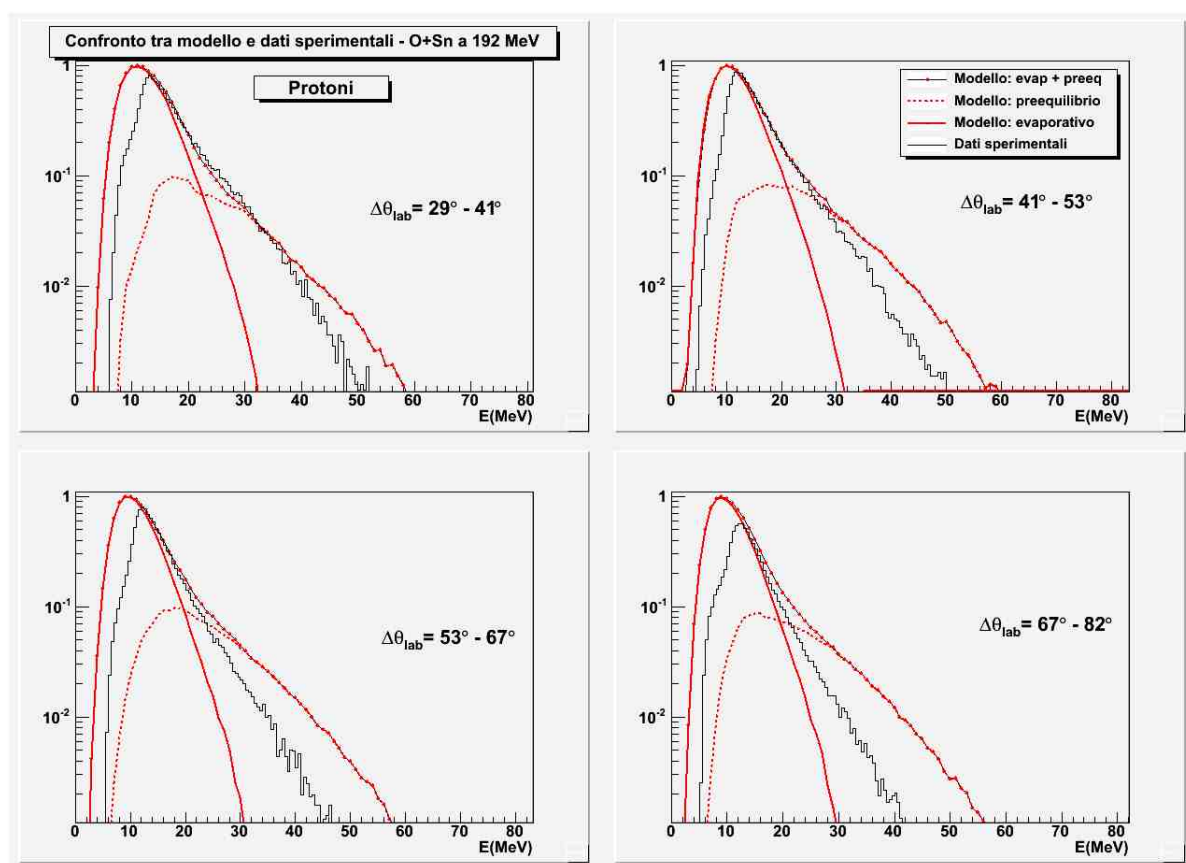 Confronto tra modello e dati sperimentali - O+Sn a 192 MeV
Protoni
Δθlab= 29° - 41°
1
10⁻¹
10⁻²
0 10 20 30 40 50 60 70 80
E(MeV)
Modello: evap + preeq
Modello: preequilibrio
Modello: evaporativo
Dati sperimentali
Δθlab= 41° - 53°
1
10⁻¹
10⁻²
0 10 20 30 40 50 60 70 80
E(MeV)
Δθlab= 53° - 67°
1
10⁻¹
10⁻²
0 10 20 30 40 50 60 70 80
E(MeV)
Δθlab= 67° - 82°
1
10⁻¹
10⁻²
0 10 20 30 40 50 60 70 80
E(MeV)